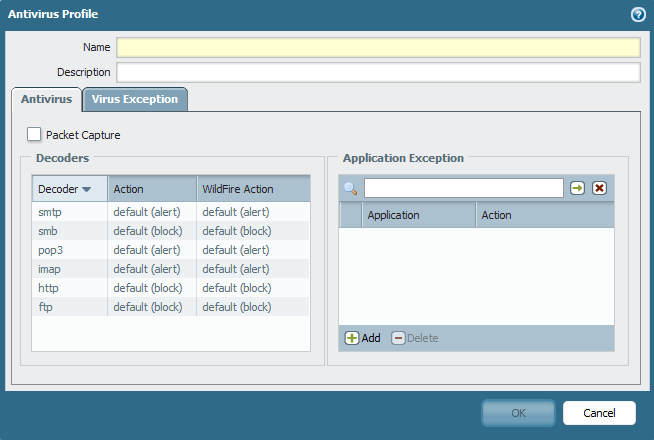 Antivirus Profile
Name
Description
Antivirus Virus Exception
Packet Capture
Decoders
Decoder Action WildFire Action
smtp default (alert) default (alert)
smb default (block) default (block)
pop3 default (alert) default (alert)
imap default (alert) default (alert)
http default (block) default (block)
ftp default (block) default (block)
Application Exception
Application Action
Add Delete
OK Cancel